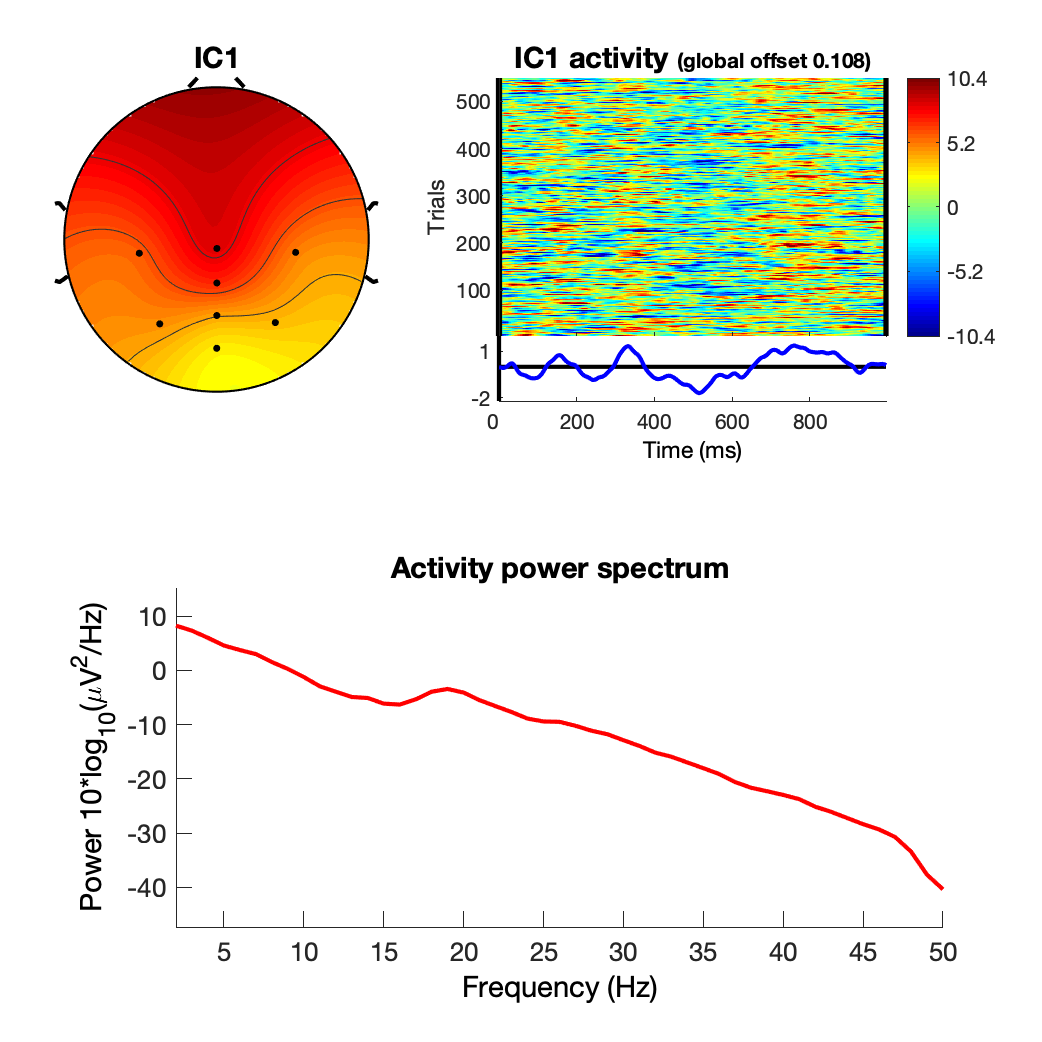 IC1
IC1 activity (global offset 0.108)
Trials
500
400
300
200
100
1
-2
0 200 400 600 800
Time (ms)
10.4
5.2
0
-5.2
-10.4
Activity power spectrum
Power 10*log₁₀(μV²/Hz)
10
0
-10
-20
-30
-40
5 10 15 20 25 30 35 40 45 50
Frequency (Hz)